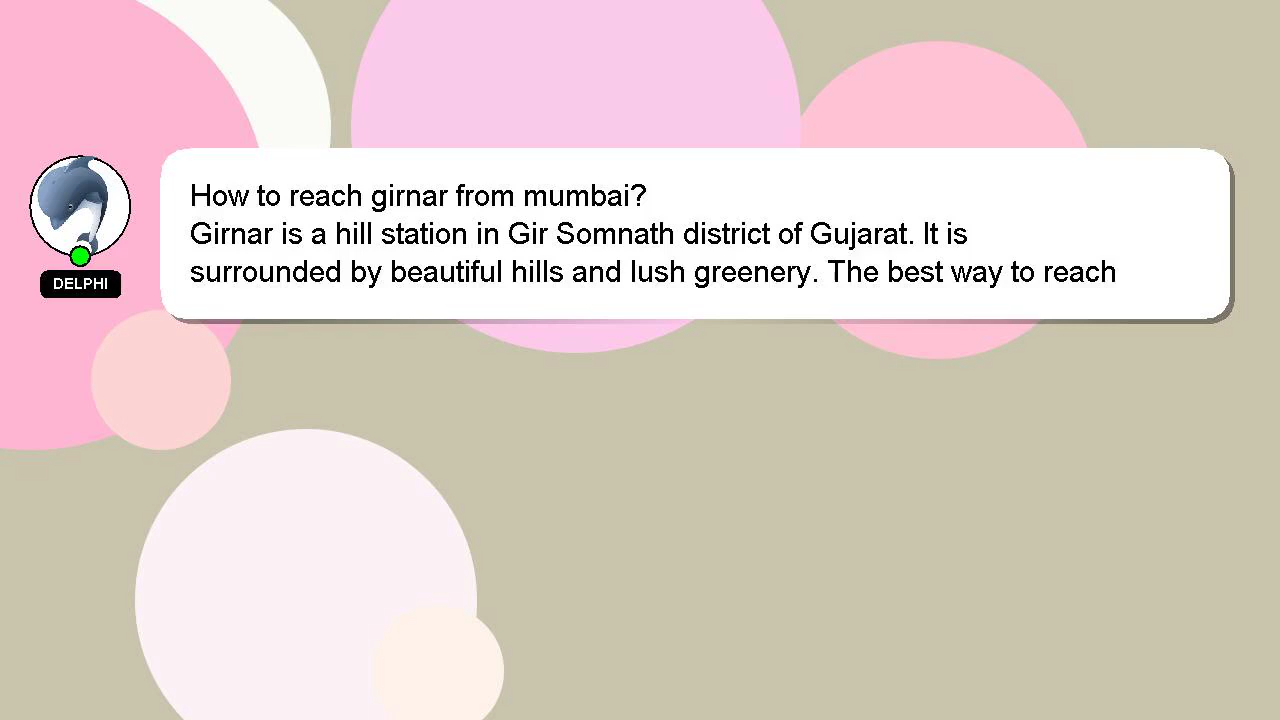 How to reach girnar from mumbai?
Girnar is a hill station in Gir Somnath district of Gujarat. It is
surrounded by beautiful hills and lush greenery. The best way to reach
DELPHI